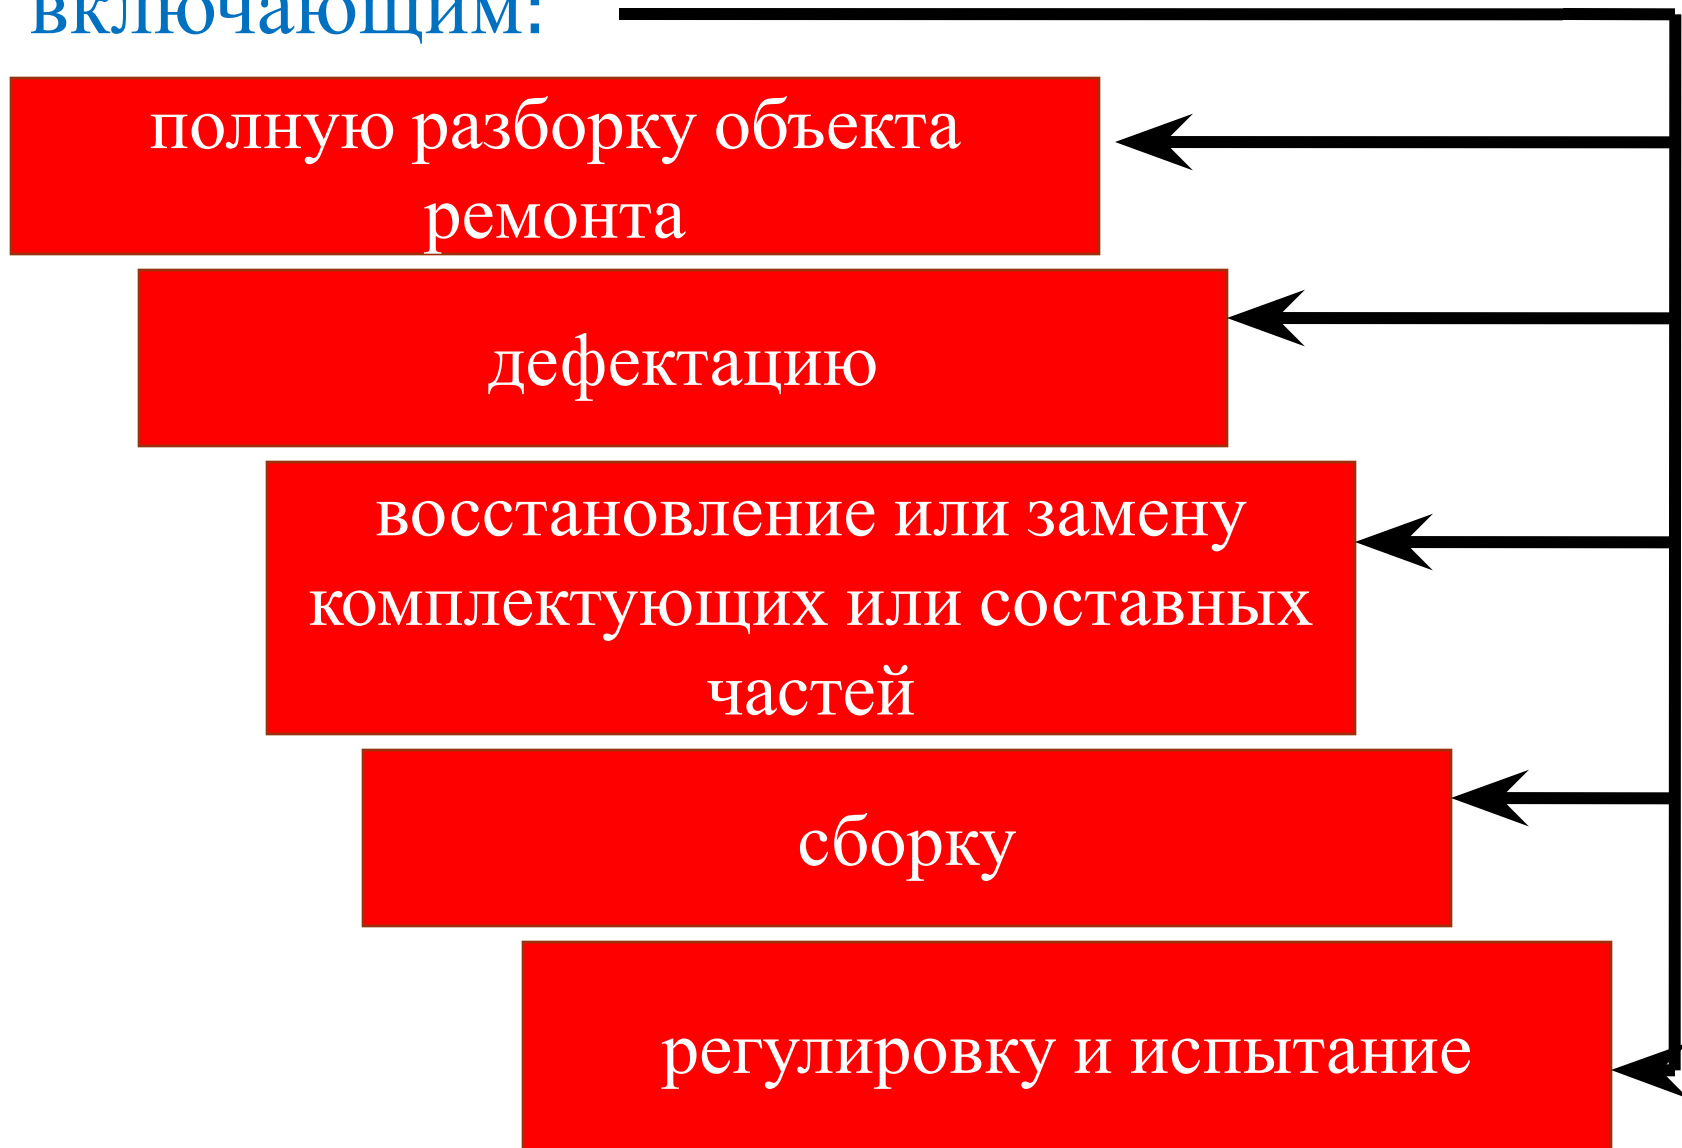 включающим:
полную разборку объекта
ремонта
дефектацию
восстановление или замену
комплектующих или составных
частей
сборку
регулировку и испытание